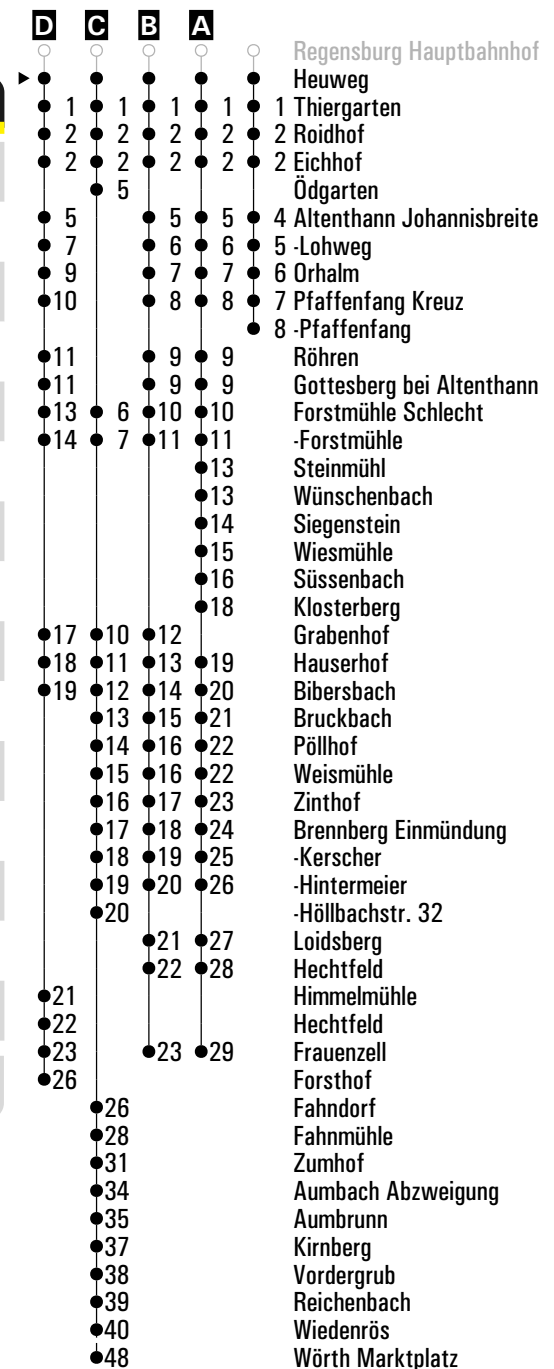 D C B A
Regensburg Hauptbahnhof
Heuweg
1 1 1 1 1 Thiergarten
2 2 2 2 2 Roidhof
2 2 2 2 2 Eichhof
5 Ödgarten
5 5 5 4 Altenthann Johannisbreite
7 6 6 5 -Lohweg
9 7 7 6 Orhalm
10 8 8 7 Pfaffenfang Kreuz
8 -Pfaffenfang
11 9 9 Röhren
11 9 9 Gottesberg bei Altenthann
13 6 10 10 Forstmühle Schlecht
14 7 11 11 -Forstmühle
13 Steinmühl
13 Wünschenbach
14 Siegenstein
15 Wiesmühle
16 Süssenbach
18 Klosterberg
17 10 12 Grabenhof
18 11 13 19 Hauserhof
19 12 14 20 Bibersbach
13 15 21 Bruckbach
14 16 22 Pöllhof
15 16 22 Weismühle
16 17 23 Zinthof
17 18 24 Brennberg Einmündung
18 19 25 -Kerscher
19 20 26 -Hintermeier
20 -Höllbachstr. 32
21 27 Loidsberg
22 28 Hechtfeld
21 Himmelmühle
22 Hechtfeld
23 23 29 Frauenzell
26 Forsthof
26 Fahndorf
28 Fahnmühle
31 Zumhof
34 Aumbach Abzweigung
35 Aumbrunn
37 Kirnberg
38 Vordergrub
39 Reichenbach
40 Wiedenrös
48 Wörth Marktplatz